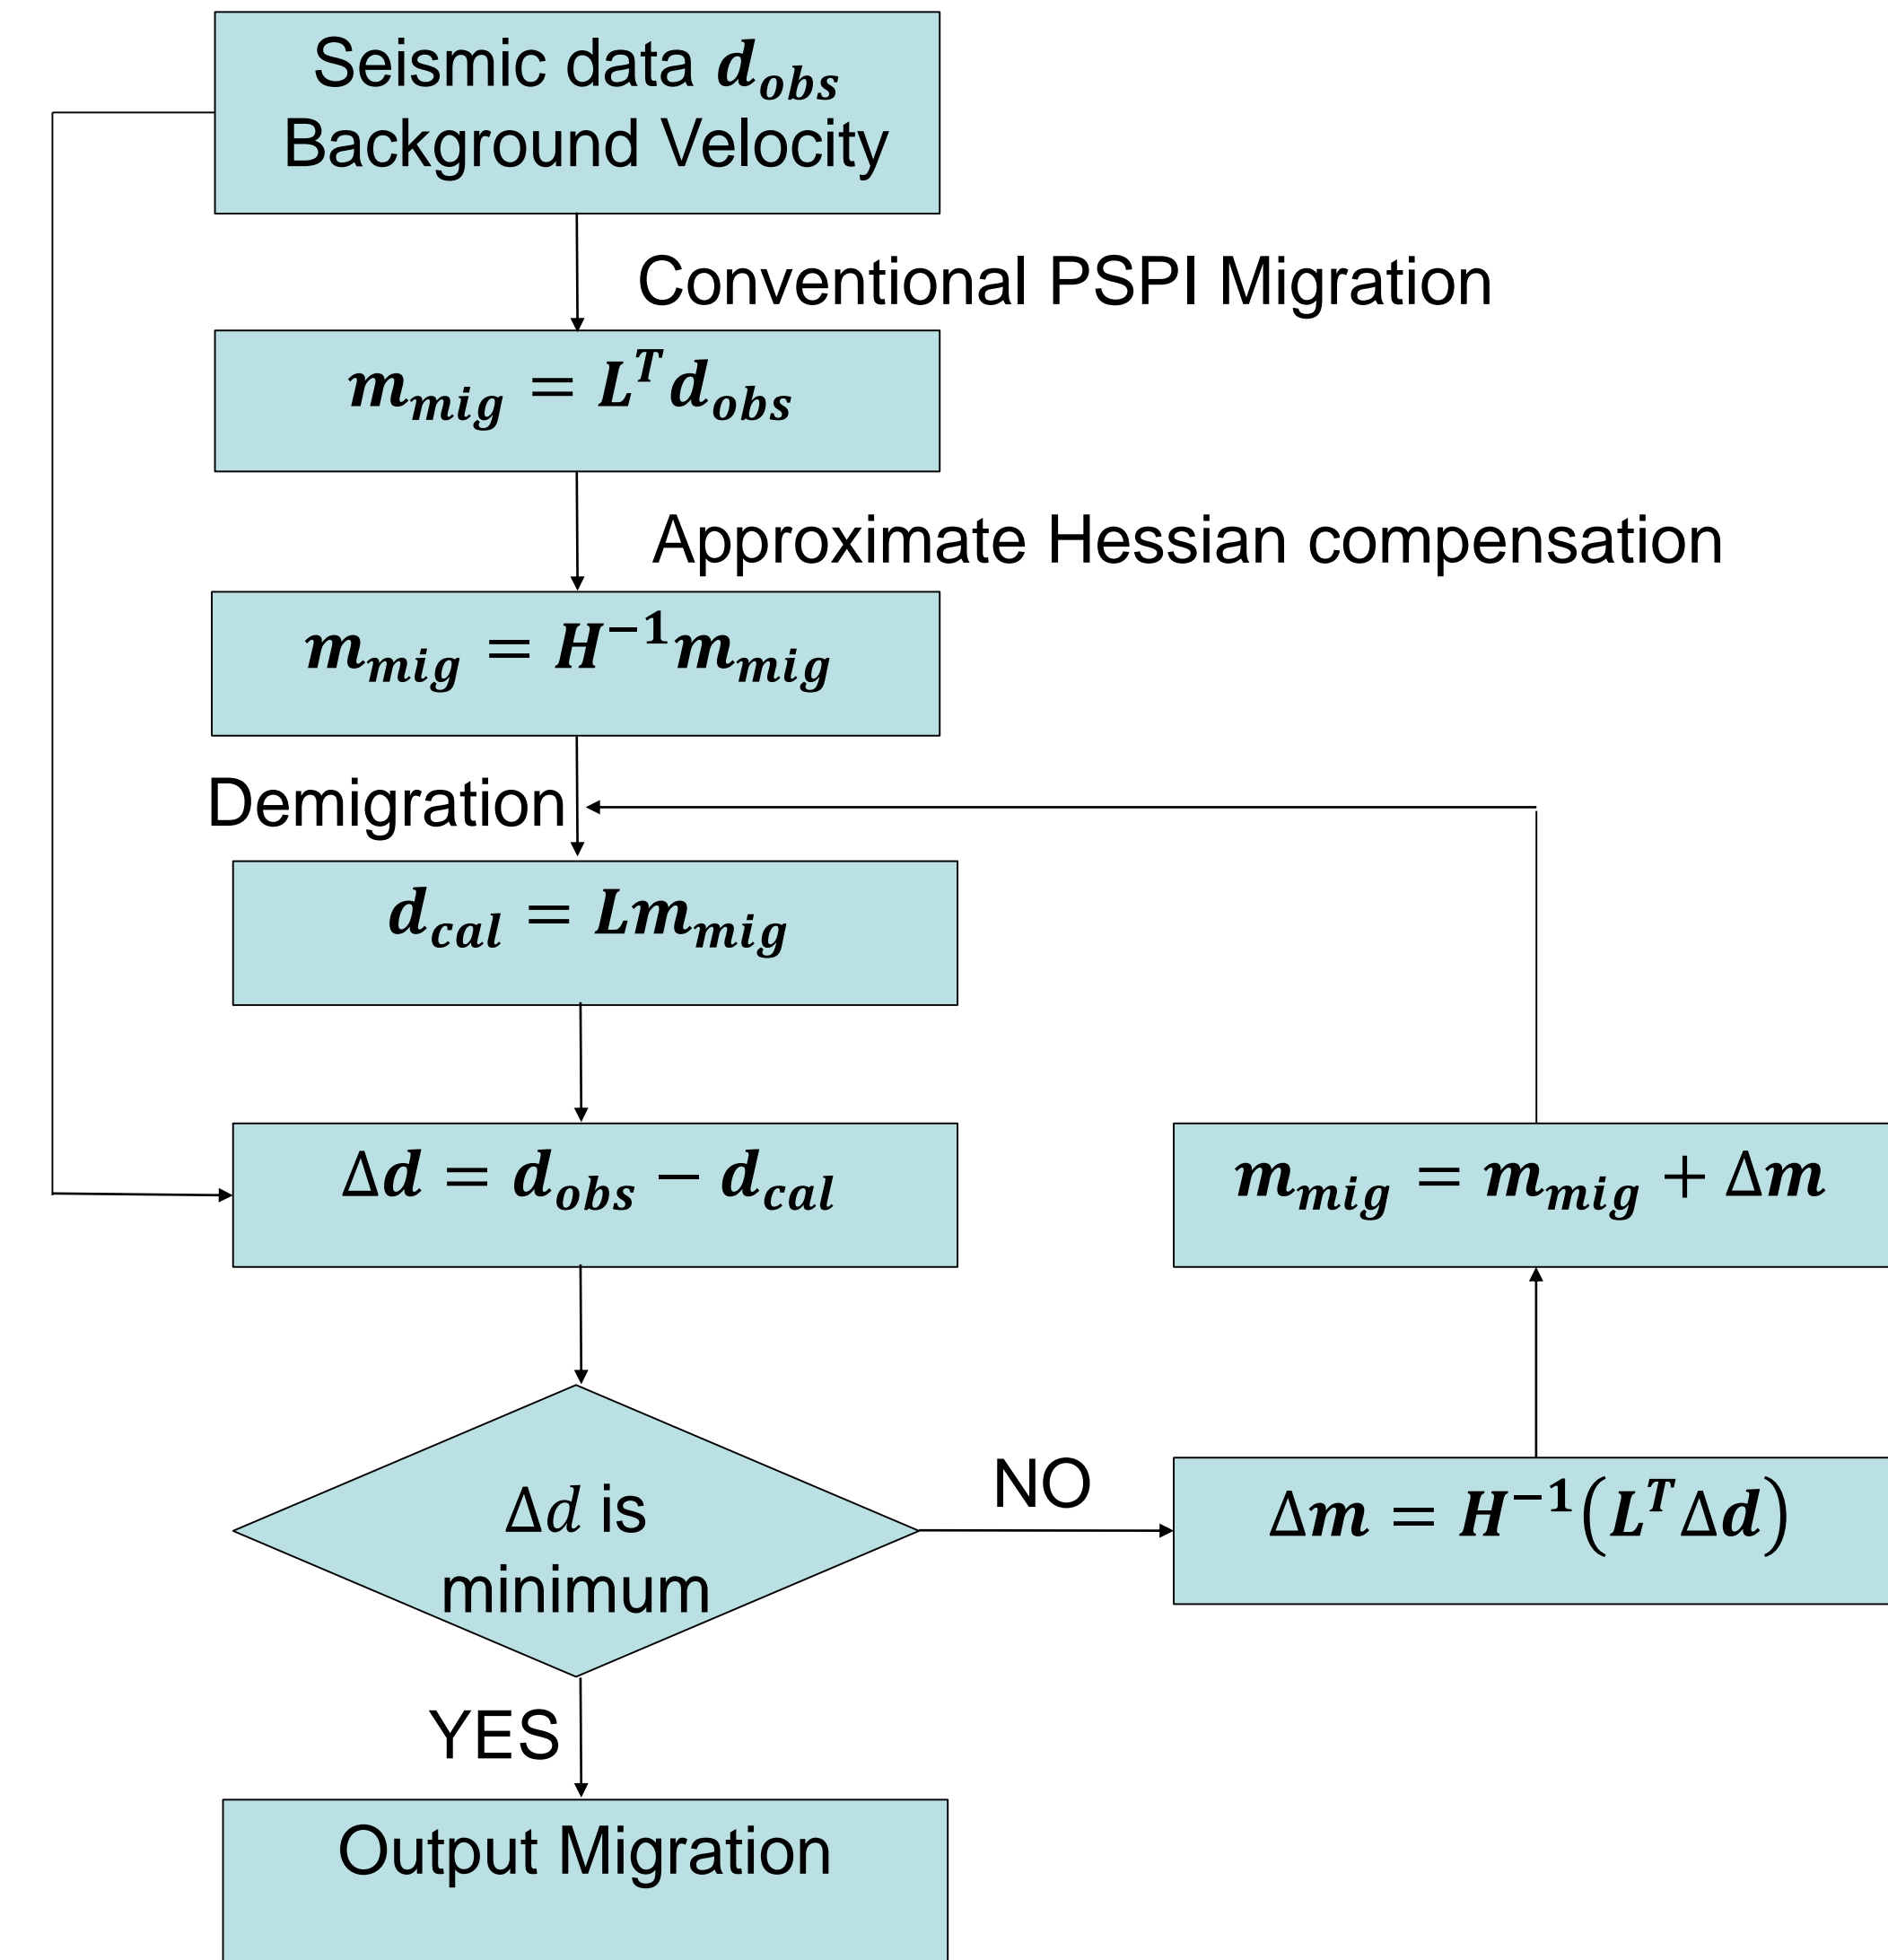 Seismic data d_obs
Background Velocity
Conventional PSPI Migration
m_mig = L^T d_obs
Approximate Hessian compensation
m_mig = H^−1 m_mig
Demigration
d_cal = Lm_mig
Δd = d_obs − d_cal
m_mig = m_mig + Δm
Δd is
minimum
NO
Δm = H^−1(L^T Δd)
YES
Output Migration